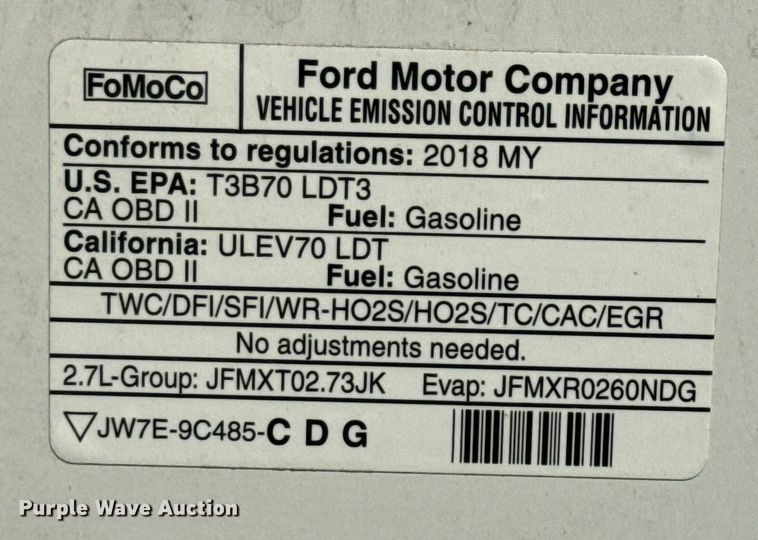 FoMoCo
Ford Motor Company
VEHICLE EMISSION CONTROL INFORMATION
Conforms to regulations: 2018 MY
U.S. EPA: T3B70 LDT3
CA OBD II Fuel: Gasoline
California: ULEV70 LDT
CA OBD II Fuel: Gasoline
TWC/DFI/SFI/WR-HO2S/HO2S/TC/CAC/EGR
No adjustments needed.
2.7L-Group: JFMXT02.73JK Evap: JFMXR0260NDG
JW7E-9C485-C D G
Purple Wave Auction